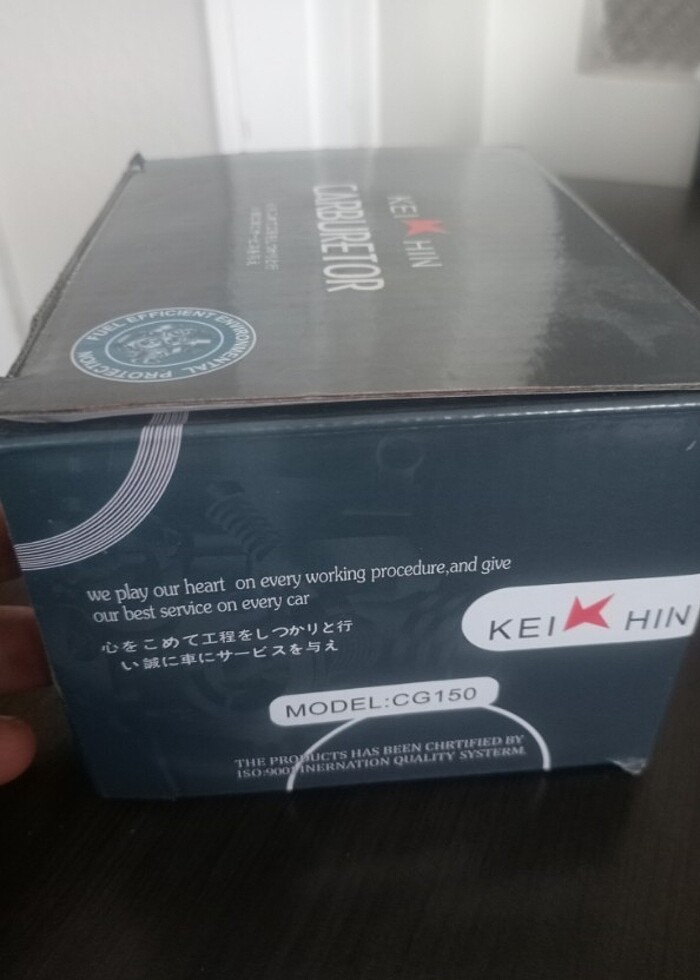 KEI HIN
CARBURETOR
FUEL EFFICIENT ENVIRONMENTAL PROTECTION
we play our heart on every working procedure,and give
our best service on every car
心をこめて工程をしつかリと行
い誠に車にサービスを与え
KEI HIN
MODEL:CG150
THE PRODUCTS HAS BEEN CHRTIFIED BY
ISO:9001 INERNATION QUALITY SYSTERM.